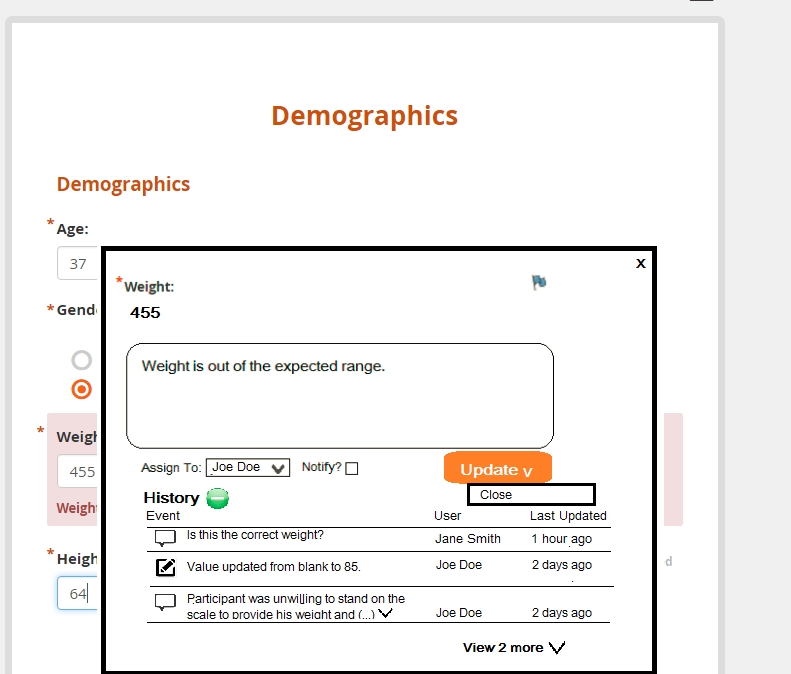 Demographics
Demographics
* Age:
37
* Gend
* Weigh
455
Weight
* Heigh
64
d
X
* Weight:
455
Weight is out of the expected range.
Assign To: Joe Doe Notify?
Update v
Close
History
Event User Last Updated
Is this the correct weight? Jane Smith 1 hour ago
Value updated from blank to 85. Joe Doe 2 days ago
Participant was unwilling to stand on the
scale to provide his weight and (...) Joe Doe 2 days ago
View 2 more